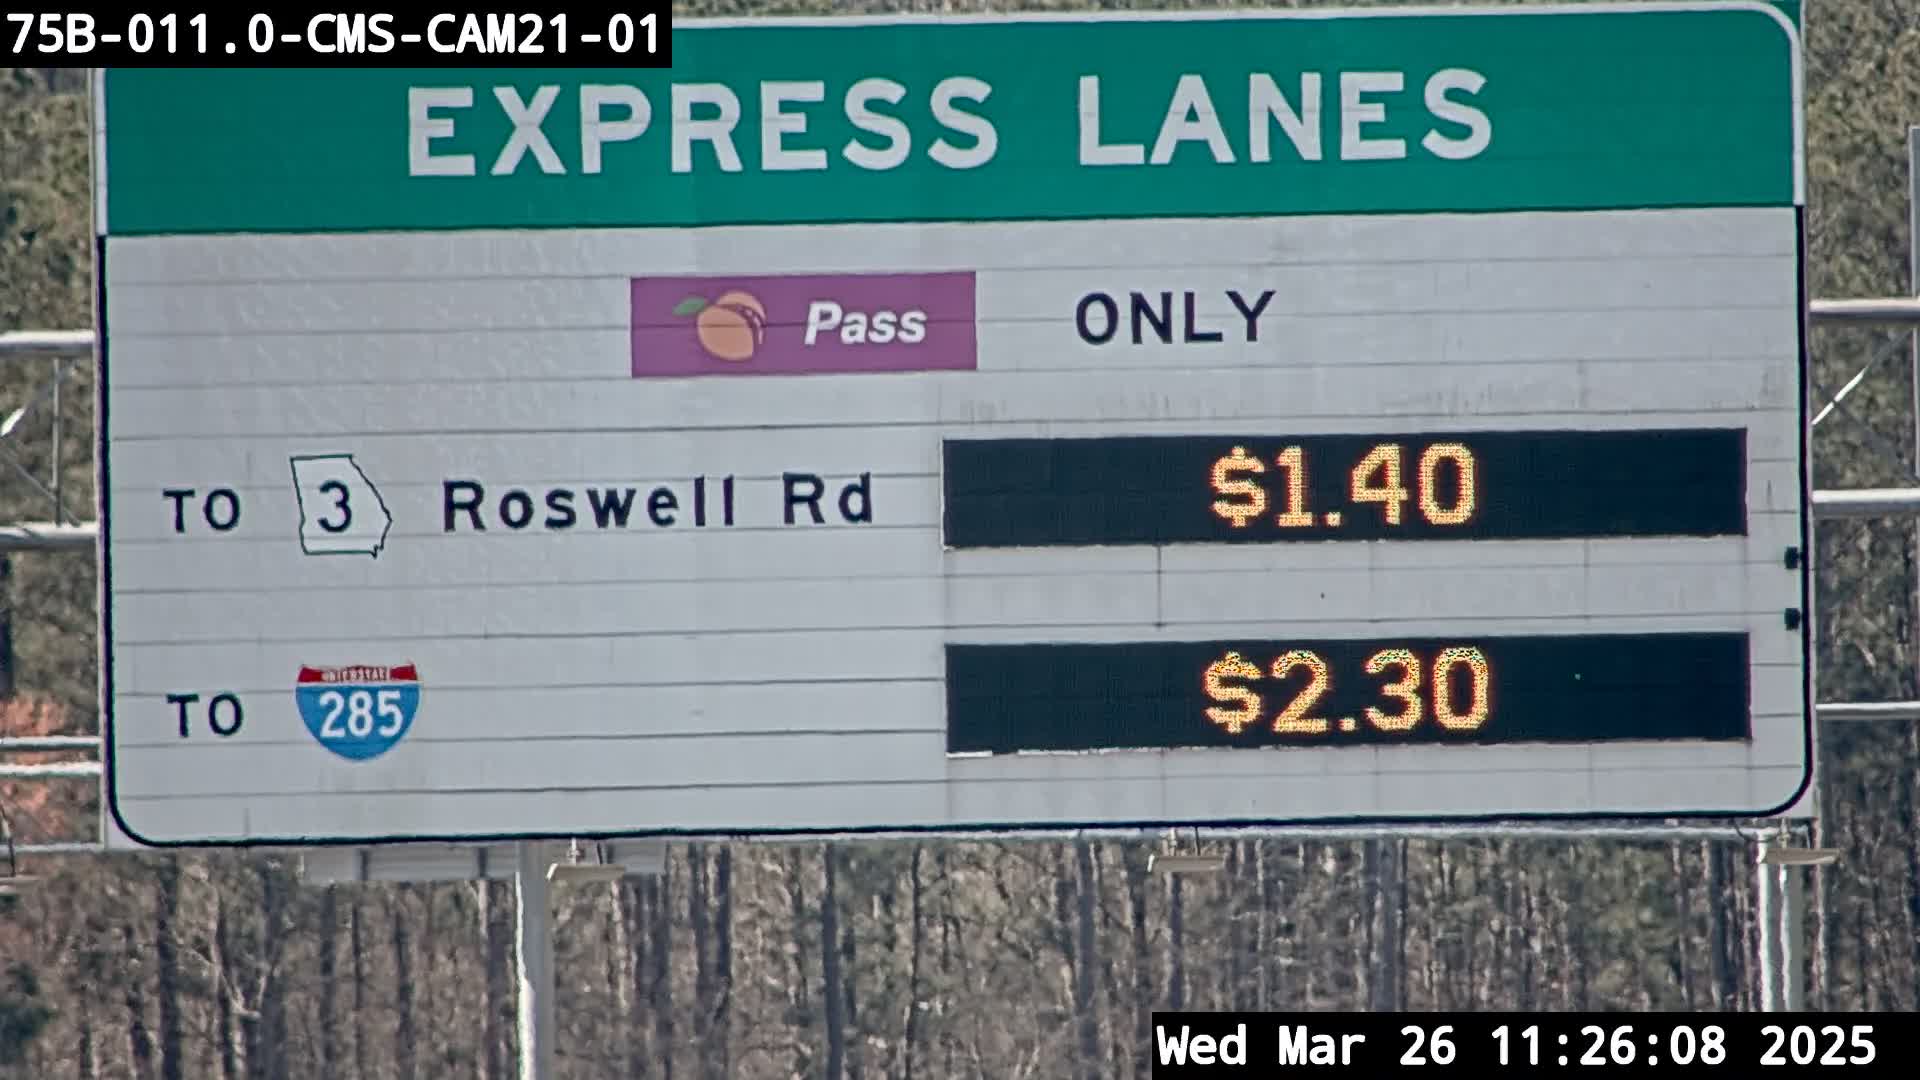 75B-011.0-CMS-CAM21-01
EXPRESS LANES
Pass ONLY
TO 3 Roswell Rd $1.40
INTERSTATE
TO 285 $2.30
Wed Mar 26 11:26:08 2025